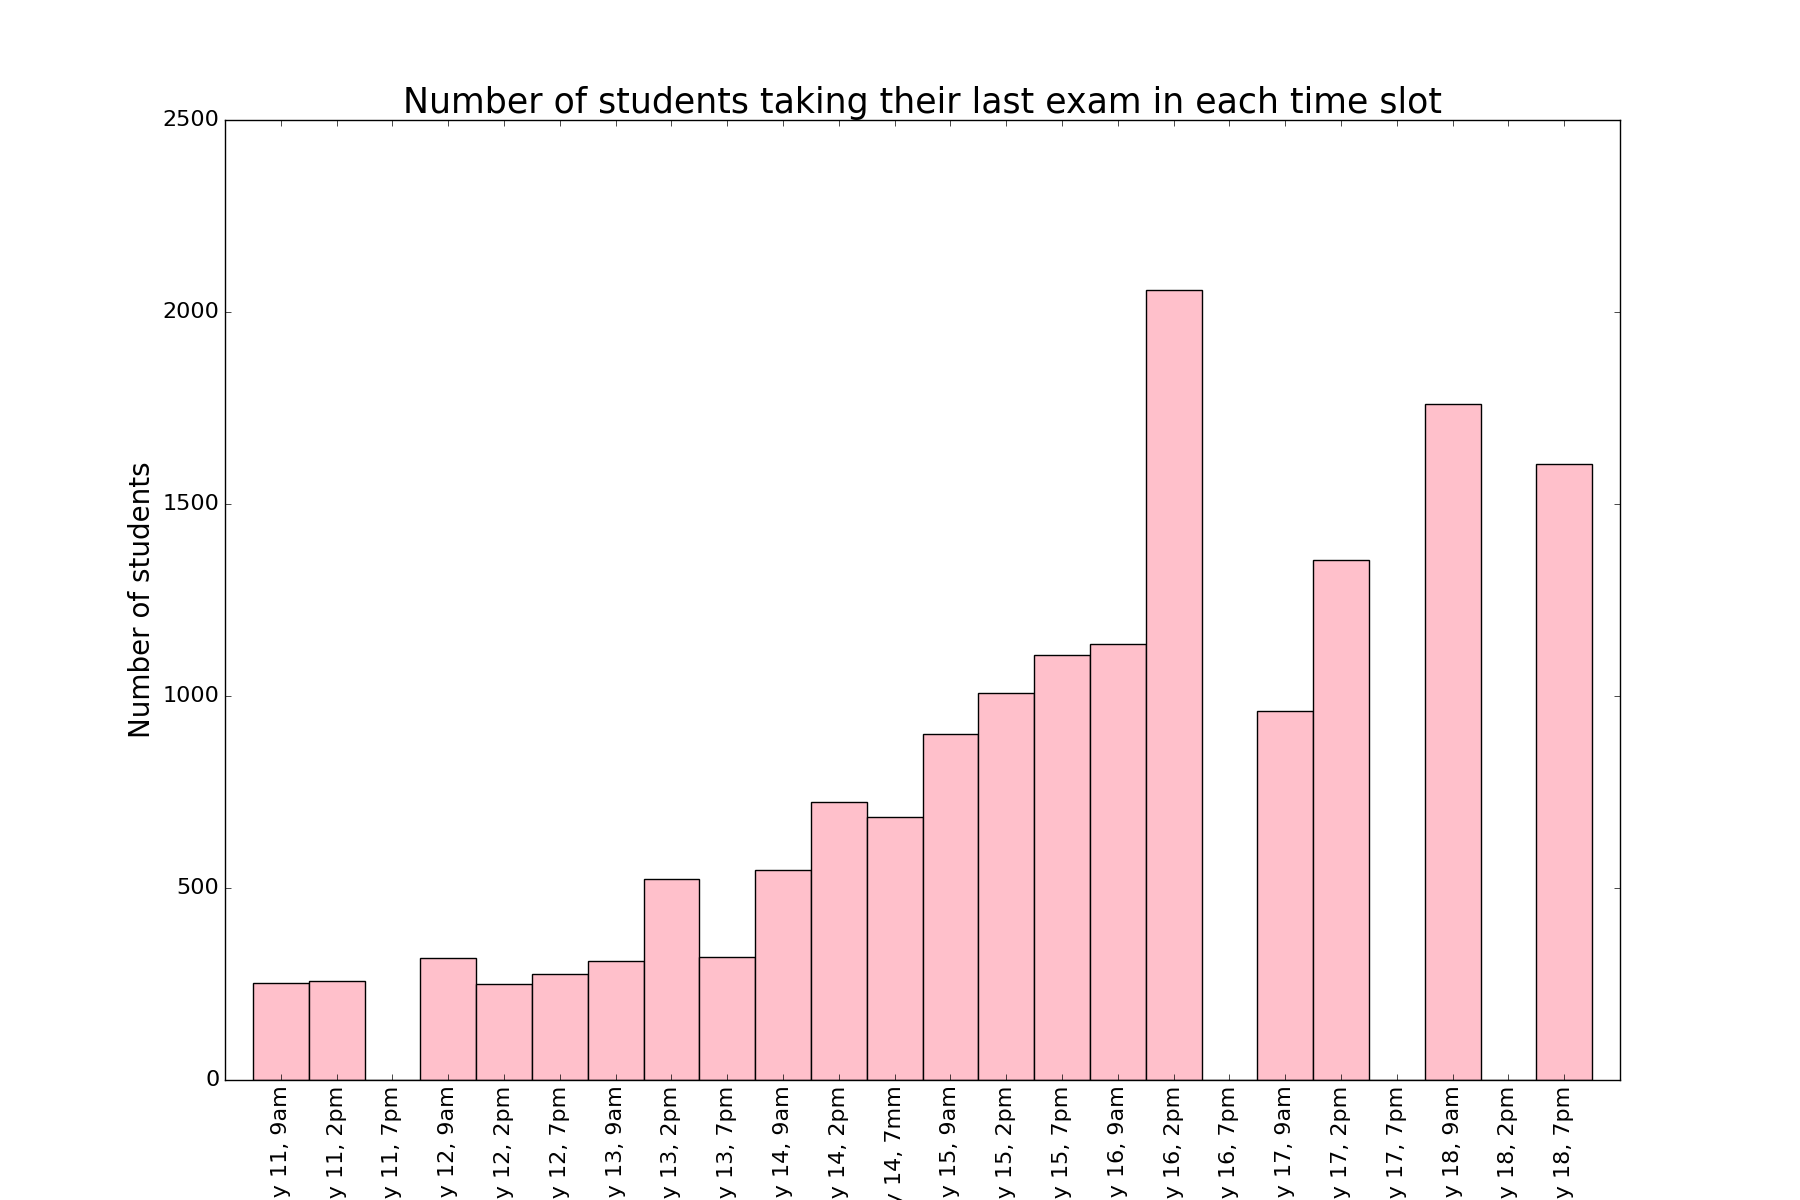 Number of students taking their last exam in each time slot
2500
2000
1500
1000
500
0
Number of students
y 11, 9am
y 11, 2pm
y 11, 7pm
y 12, 9am
y 12, 2pm
y 12, 7pm
y 13, 9am
y 13, 2pm
y 13, 7pm
y 14, 9am
y 14, 2pm
y 14, 7mm
y 15, 9am
y 15, 2pm
y 15, 7pm
y 16, 9am
y 16, 2pm
y 16, 7pm
y 17, 9am
y 17, 2pm
y 17, 7pm
y 18, 9am
y 18, 2pm
y 18, 7pm